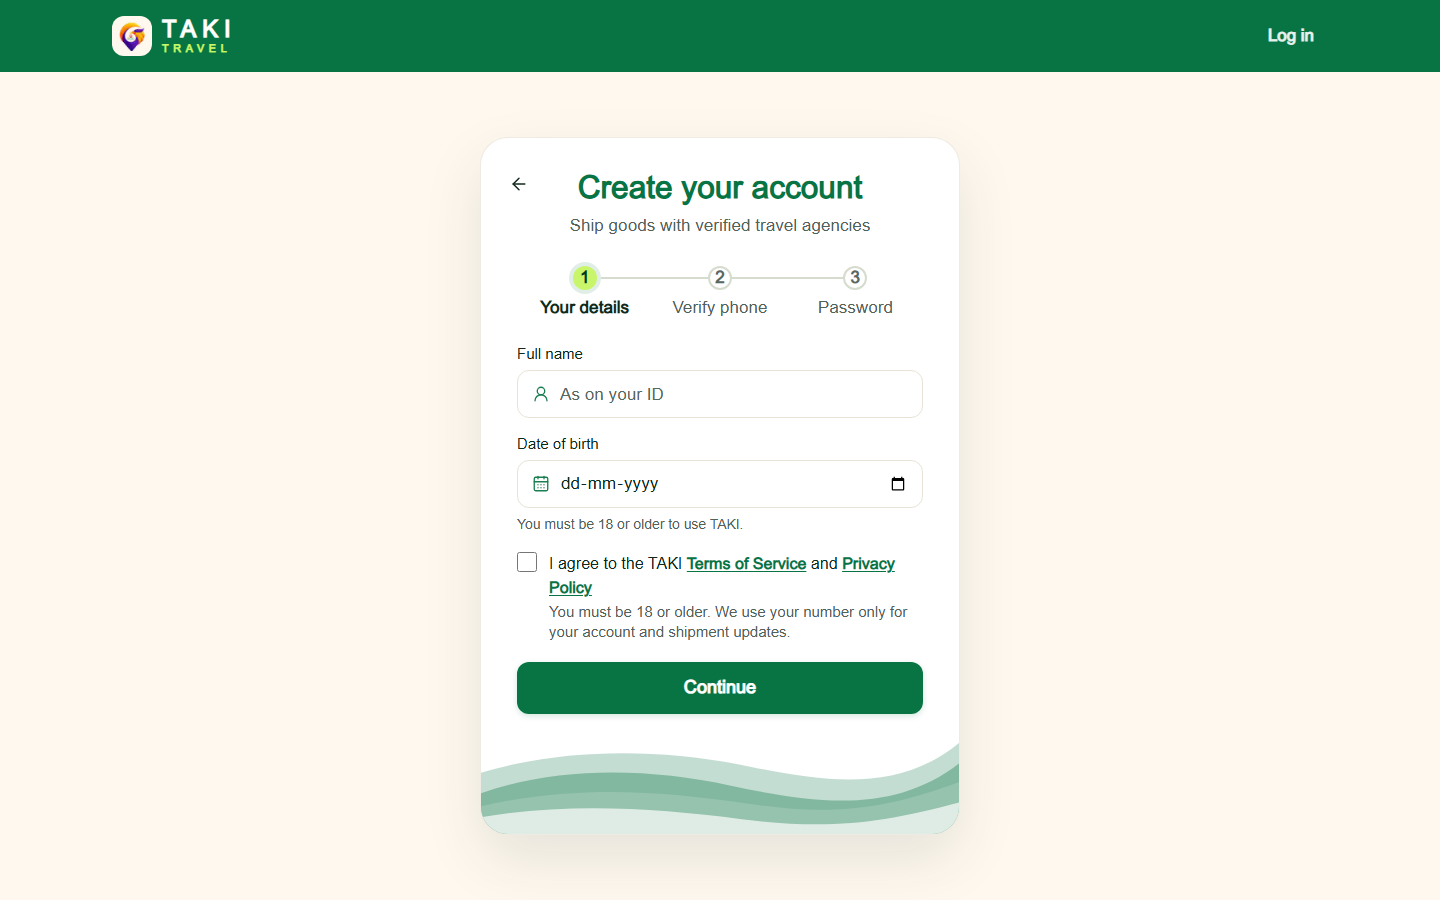 TAKI
TRAVEL
Log in
Create your account
Ship goods with verified travel agencies
1 2 3
Your details Verify phone Password
Full name
As on your ID
Date of birth
dd-mm-yyyy
You must be 18 or older to use TAKI.
I agree to the TAKI Terms of Service and Privacy
Policy
You must be 18 or older. We use your number only for
your account and shipment updates.
Continue